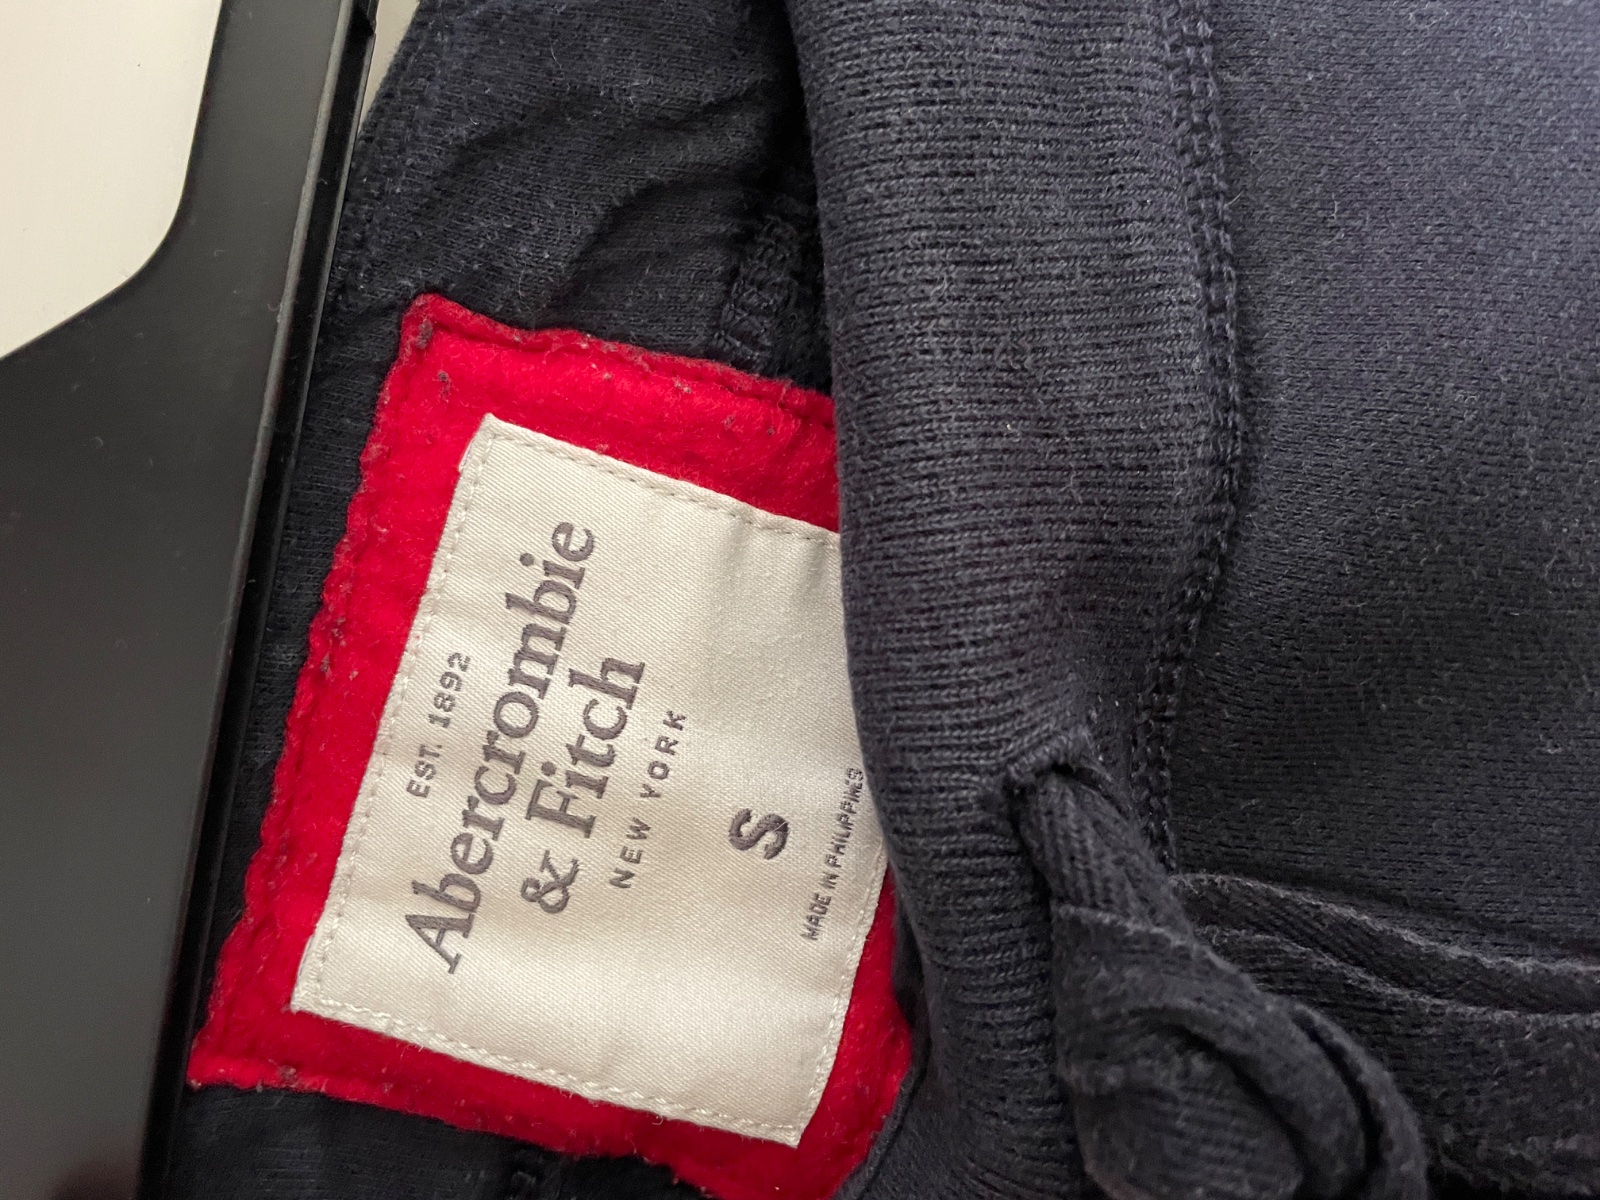 EST. 1892
Abercrombie
& Fitch
NEW YORK
S
MADE IN PHILIPPINES